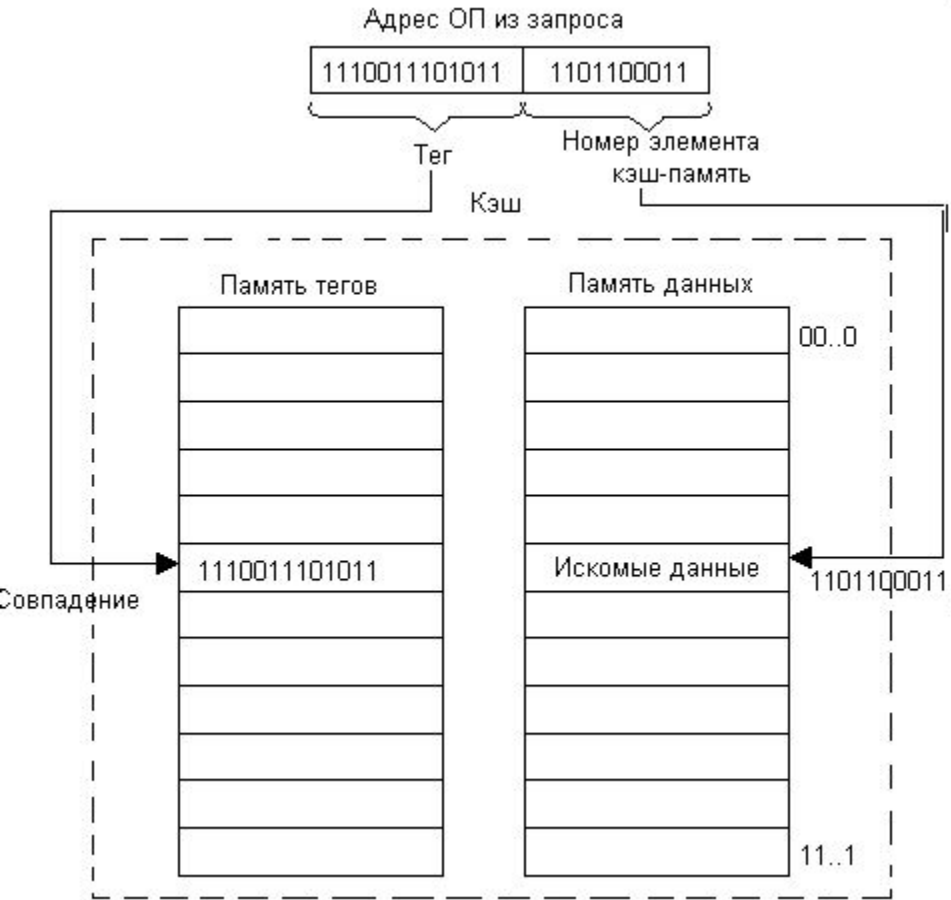 Адрес ОП из запроса
1110011101011 1101100011
Тег
Номер элемента
кэш-память
Кэш
Память тегов
Память данных
00..0
1110011101011
Искомые данные
1101100011
Совпадение
11..1